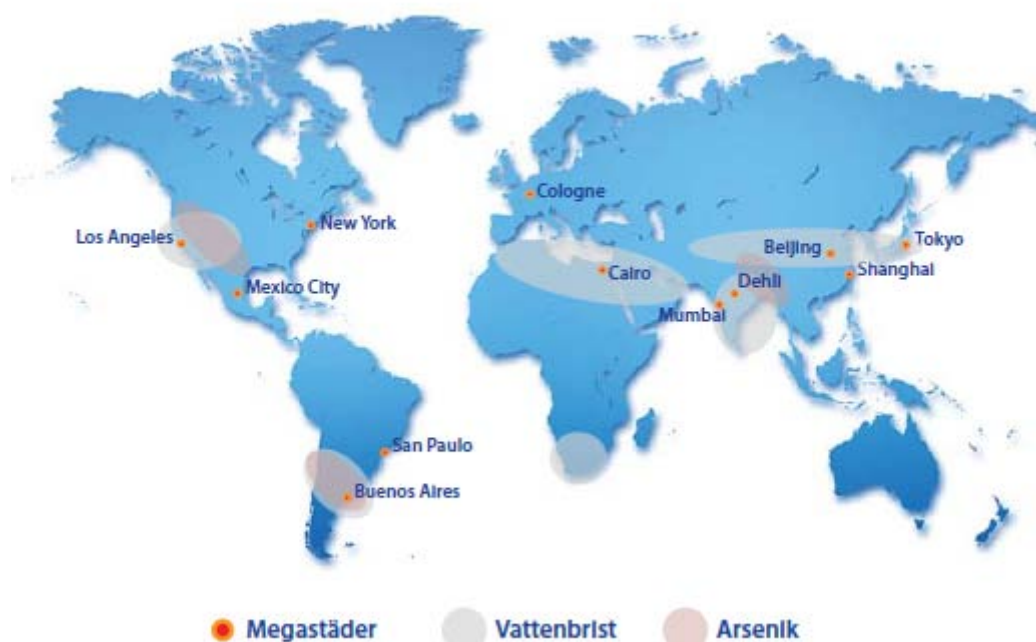 Cologne
New York
Los Angeles
Tokyo
Beijing
Cairo
Shanghai
Dehli
Mexico City
Mumbai
San Paulo
Buenos Aires
Megastäder Vattenbrist Arsenik